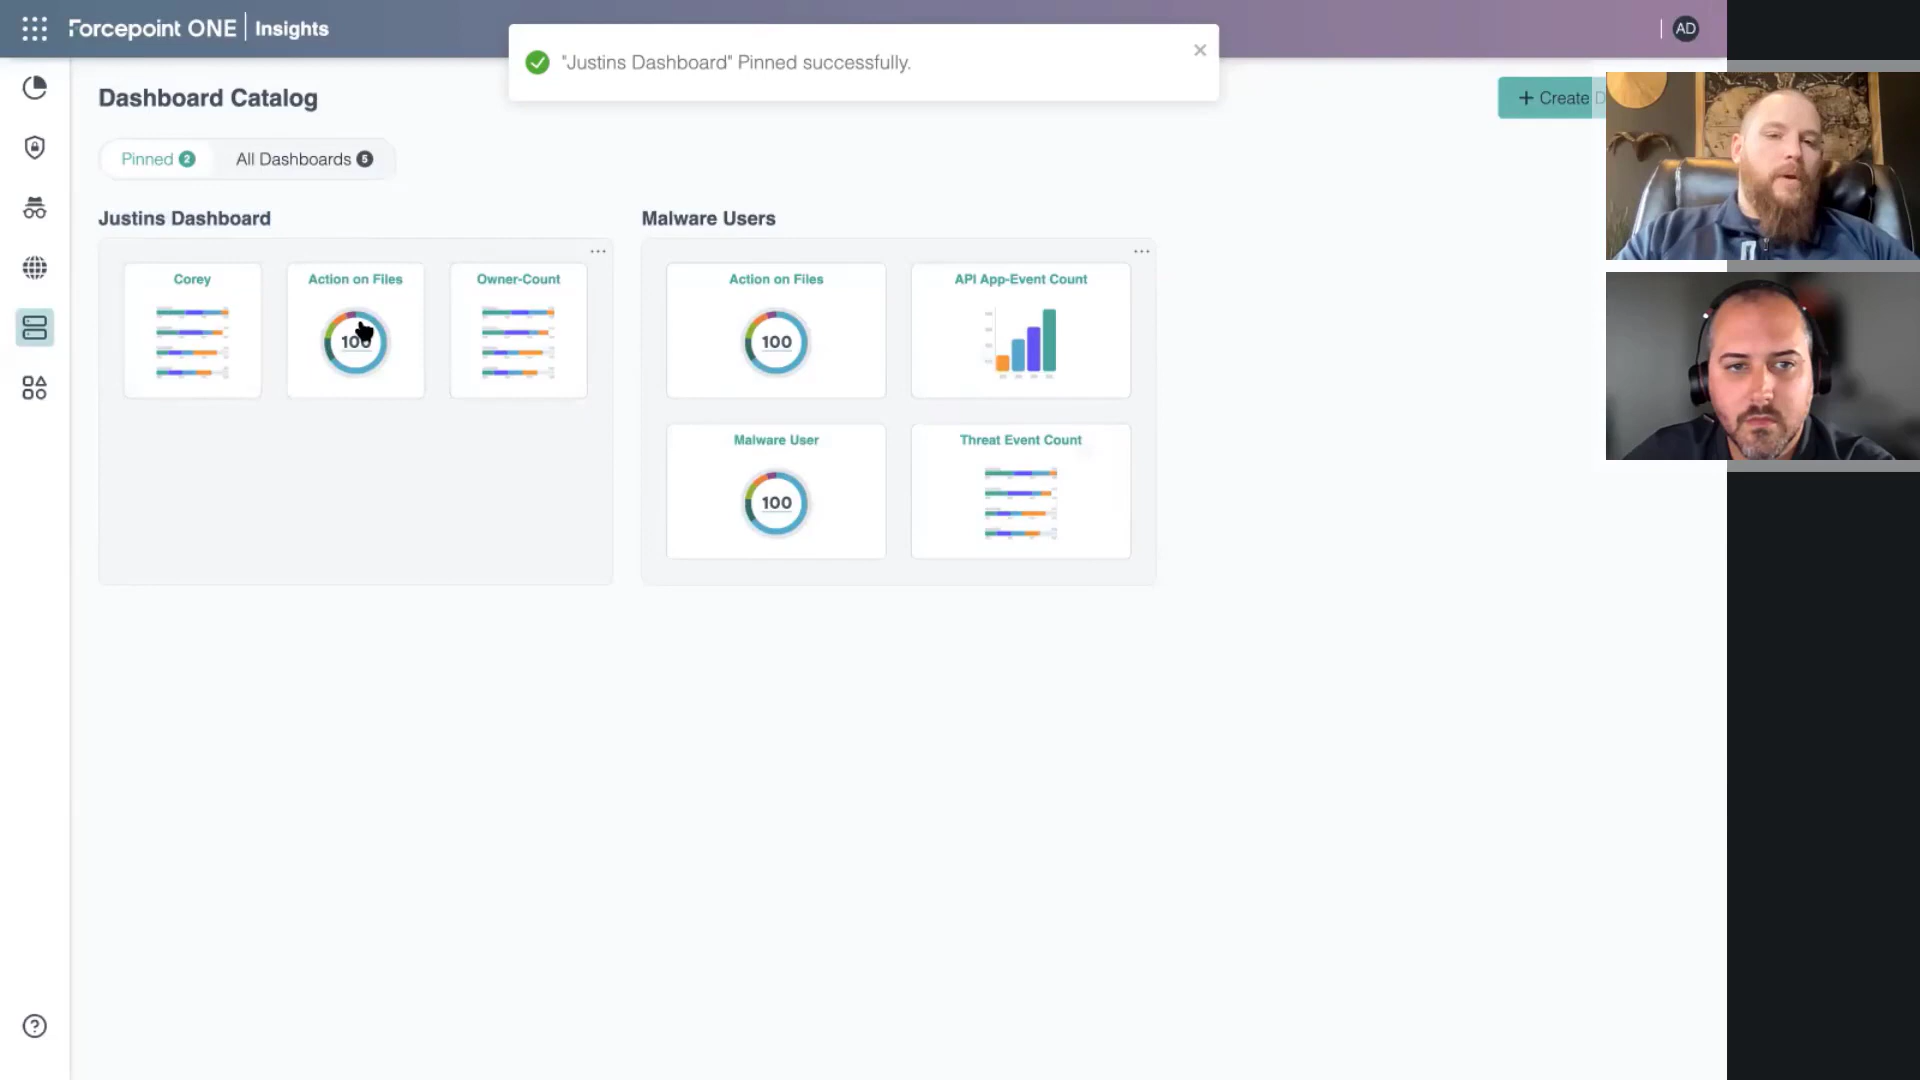 Forcepoint ONE | Insights
"Justins Dashboard" Pinned successfully.
AD
Dashboard Catalog
+ Create D
Pinned 2
All Dashboards 5
Justins Dashboard
Malware Users
Corey
Action on Files
100
Owner-Count
Action on Files
100
API App-Event Count
Malware User
100
Threat Event Count